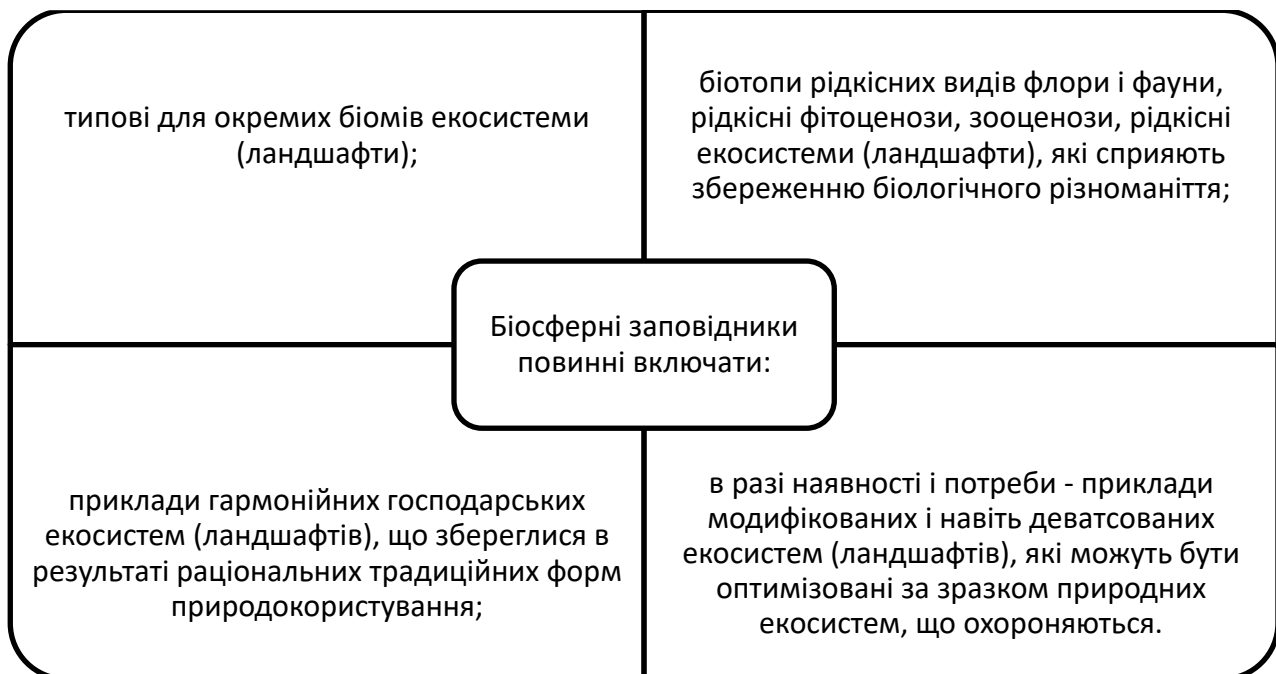 типові для окремих біомів екосистеми
(ландшафти);
біотопи рідкісних видів флори і фауни,
рідкісні фітоценози, зооценози, рідкісні
екосистеми (ландшафти), які сприяють
збереженню біологічного різноманіття;
Біосферні заповідники
повинні включати:
приклади гармонійних господарських
екосистем (ландшафтів), що збереглися в
результаті раціональних традиційних форм
природокористування;
в разі наявності і потреби - приклади
модифікованих і навіть деватсованих
екосистем (ландшафтів), які можуть бути
оптимізовані за зразком природних
екосистем, що охороняються.